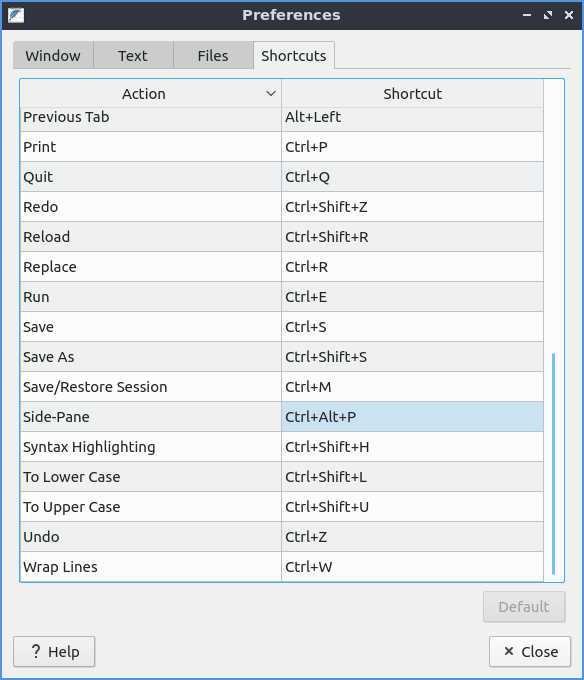 Preferences
Window Text Files Shortcuts
Action Shortcut
Previous Tab Alt+Left
Print Ctrl+P
Quit Ctrl+Q
Redo Ctrl+Shift+Z
Reload Ctrl+Shift+R
Replace Ctrl+R
Run Ctrl+E
Save Ctrl+S
Save As Ctrl+Shift+S
Save/Restore Session Ctrl+M
Side-Pane Ctrl+Alt+P
Syntax Highlighting Ctrl+Shift+H
To Lower Case Ctrl+Shift+L
To Upper Case Ctrl+Shift+U
Undo Ctrl+Z
Wrap Lines Ctrl+W
Default
? Help × Close